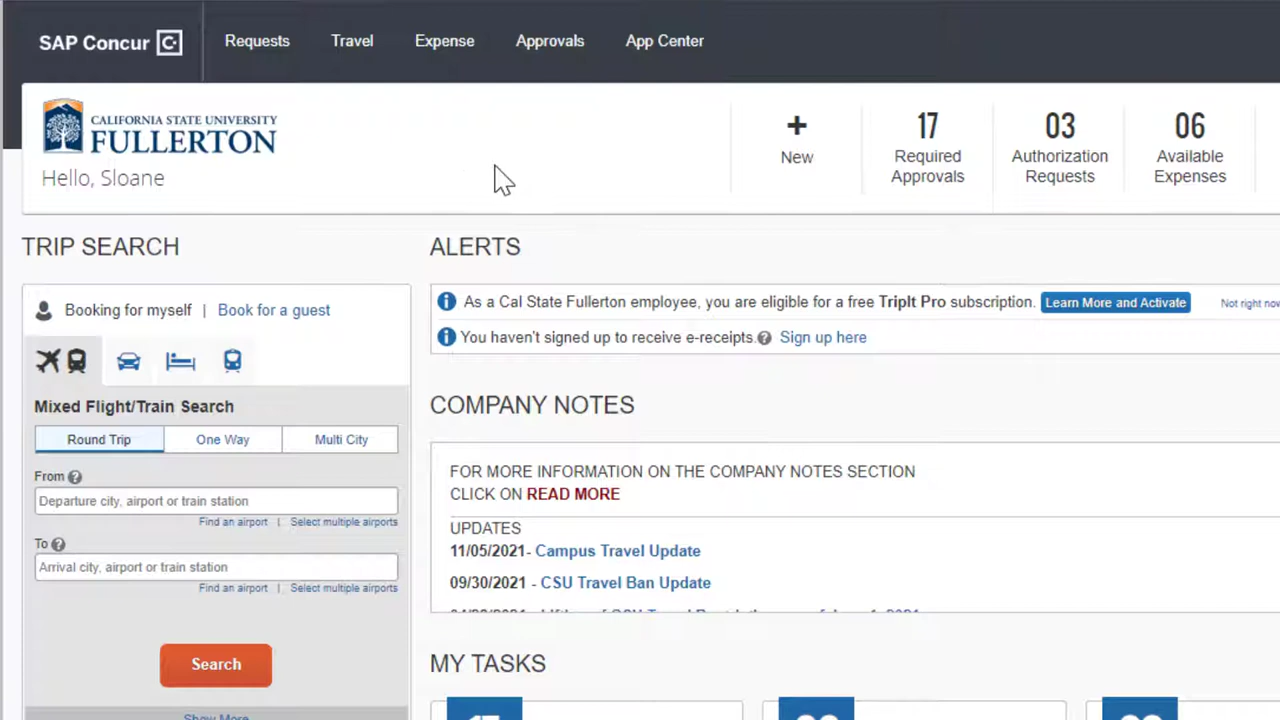 SAP Concur C
Requests
Travel
Expense
Approvals
App Center
CALIFORNIA STATE UNIVERSITY
FULLERTON
Hello, Sloane
+
New
17
Required
Approvals
03
Authorization
Requests
06
Available
Expenses
TRIP SEARCH
Booking for myself | Book for a guest
Mixed Flight/Train Search
Round Trip
One Way
Multi City
From ?
Departure city, airport or train station
Find an airport | Select multiple airports
To ?
Arrival city, airport or train station
Find an airport | Select multiple airports
Search
Show More
ALERTS
As a Cal State Fullerton employee, you are eligible for a free TripIt Pro subscription. Learn More and Activate Not right now
You haven't signed up to receive e-receipts. ? Sign up here
COMPANY NOTES
FOR MORE INFORMATION ON THE COMPANY NOTES SECTION
CLICK ON READ MORE
UPDATES
11/05/2021- Campus Travel Update
09/30/2021 - CSU Travel Ban Update
MY TASKS